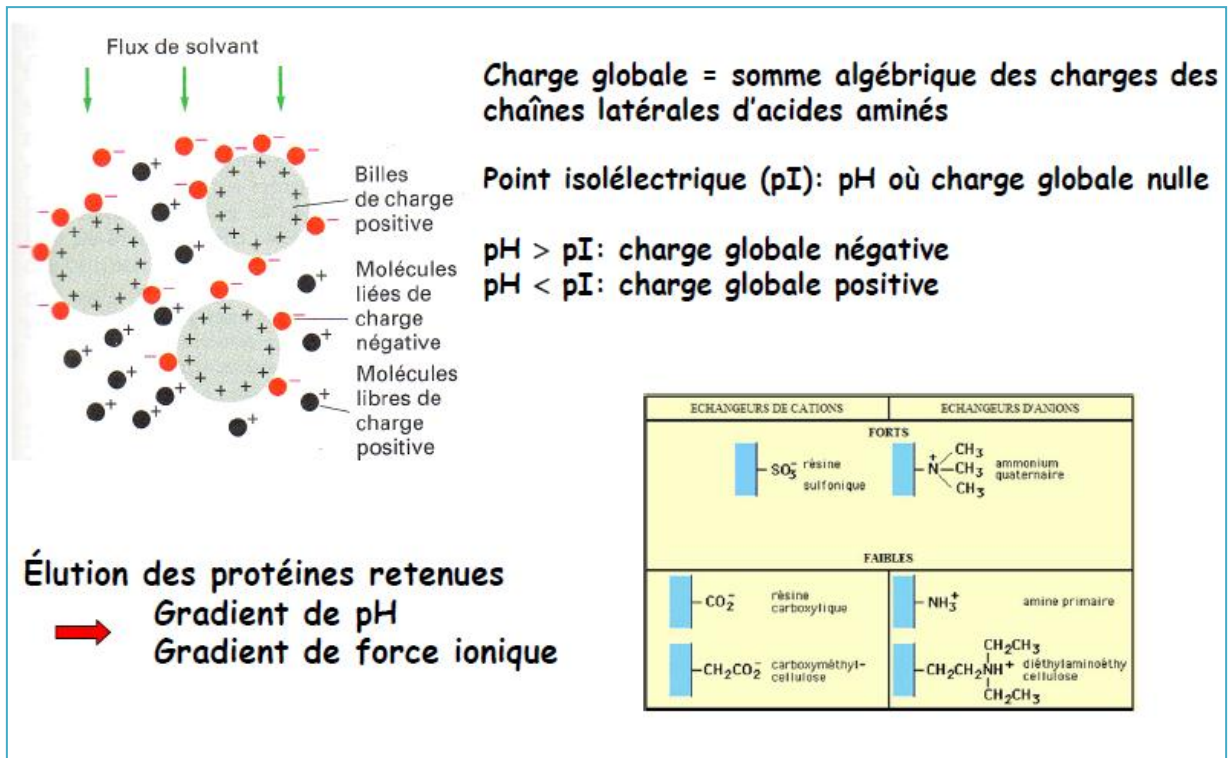 Flux de solvant
Billes
de charge
positive
Molécules
liées de
charge
négative
Molécules
libres de
charge
positive
Charge globale = somme algébrique des charges des
chaînes latérales d'acides aminés
Point isolélectrique (pI): pH où charge globale nulle
pH > pI: charge globale négative
pH < pI: charge globale positive
Élution des protéines retenues
Gradient de pH
Gradient de force ionique
ECHANGEURS DE CATIONS
ECHANGEURS D'ANIONS
FORTS
SO₃⁻ rèsine
sulfonique
CH₃
N⁺ CH₃ ammonium
quaternaire
CH₃
FAIBLES
CO₂⁻ rèsine
carboxylique
NH₃⁺ amine primaire
CH₂CO₂⁻ carboxymèthyl-
cellulose
CH₂CH₃
CH₂CH₂NH⁺ dièthylaminoèthy
cellulose
CH₂CH₃